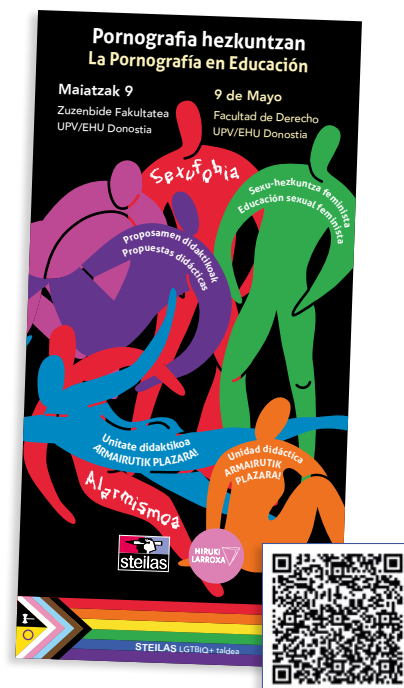 Pornografia hezkuntzan
La Pornografía en Educación
Maiatzak 9
Zuzenbide Fakultatea
UPV/EHU Donostia
9 de Mayo
Facultad de Derecho
UPV/EHU Donostia
Sexufobia
Sexu-hezkuntza feminista
Educación sexual feminista
Proposamen didaktikoak
Propuestas didácticas
Unitate didaktikoa
ARMAIRUTIK PLAZARA!
Unidad didáctica
ARMAIRUTIK
PLAZARA!
Alarmismoa
steilas
HIRUKI
LARROXA
STEILAS LGTBIQ+ taldea